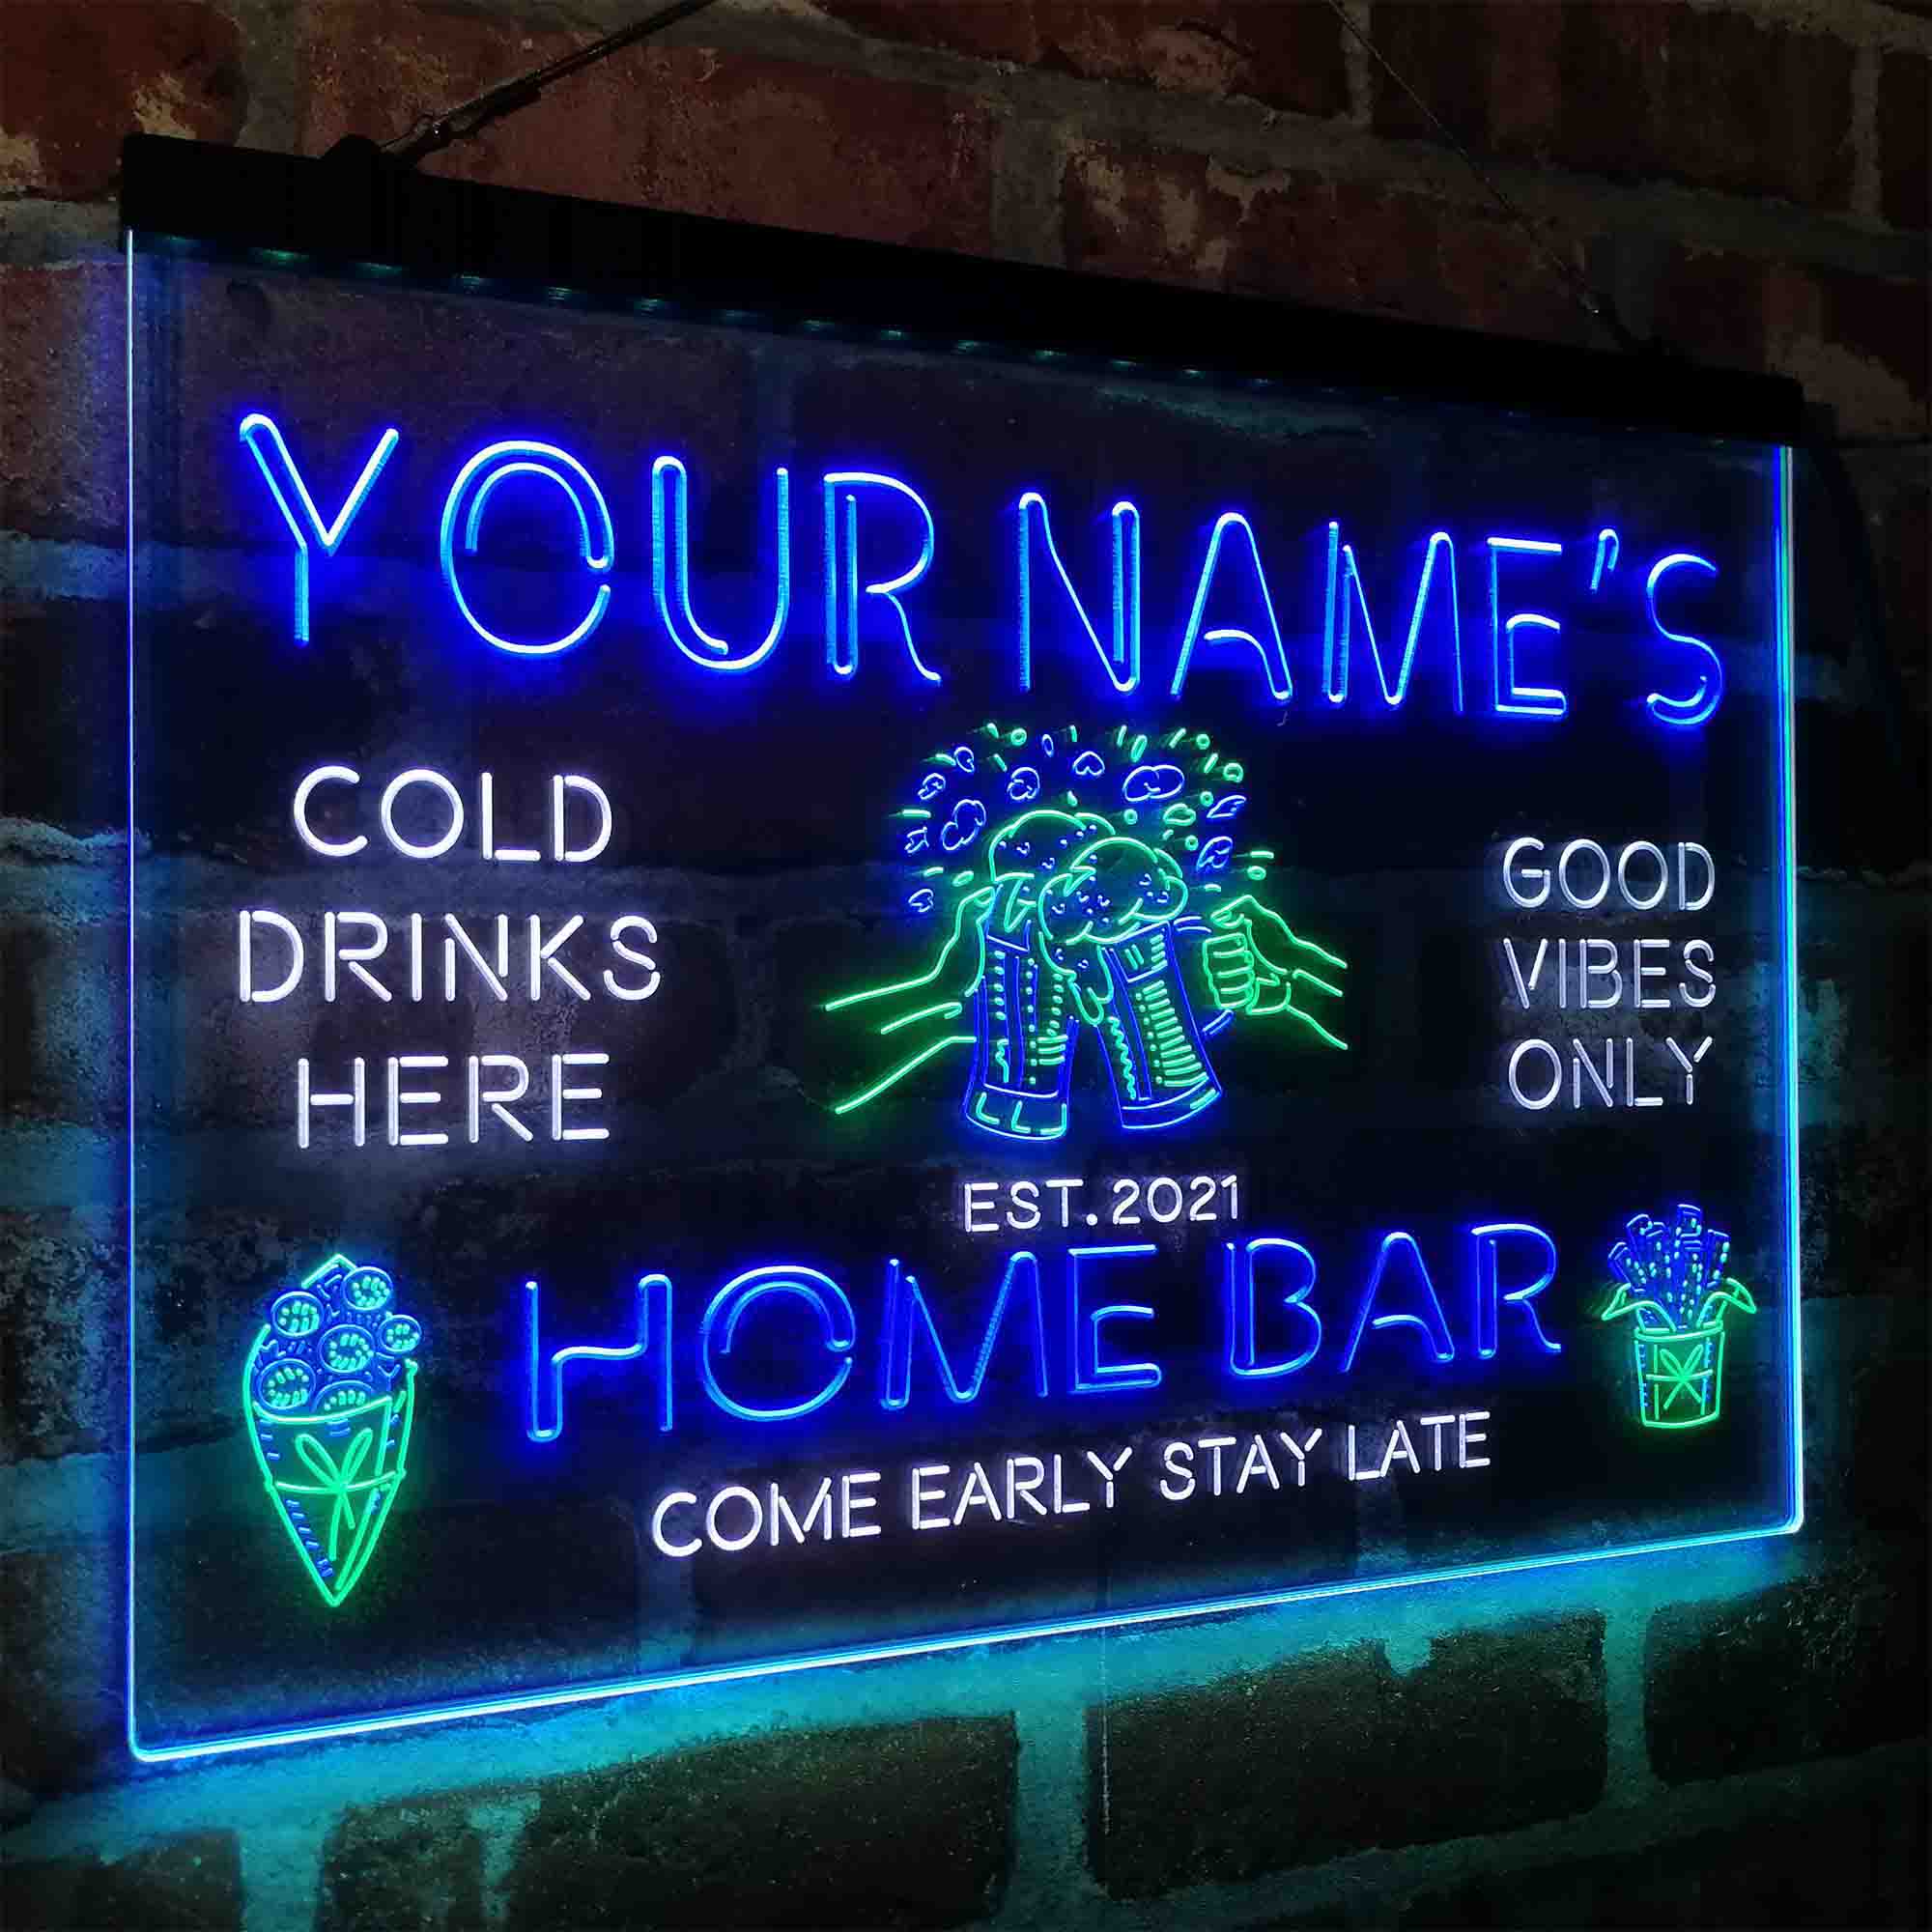 YOUR NAME'S
COLD
DRINKS
HERE
GOOD
VIBES
ONLY
EST.2021
HOME BAR
COME EARLY STAY LATE